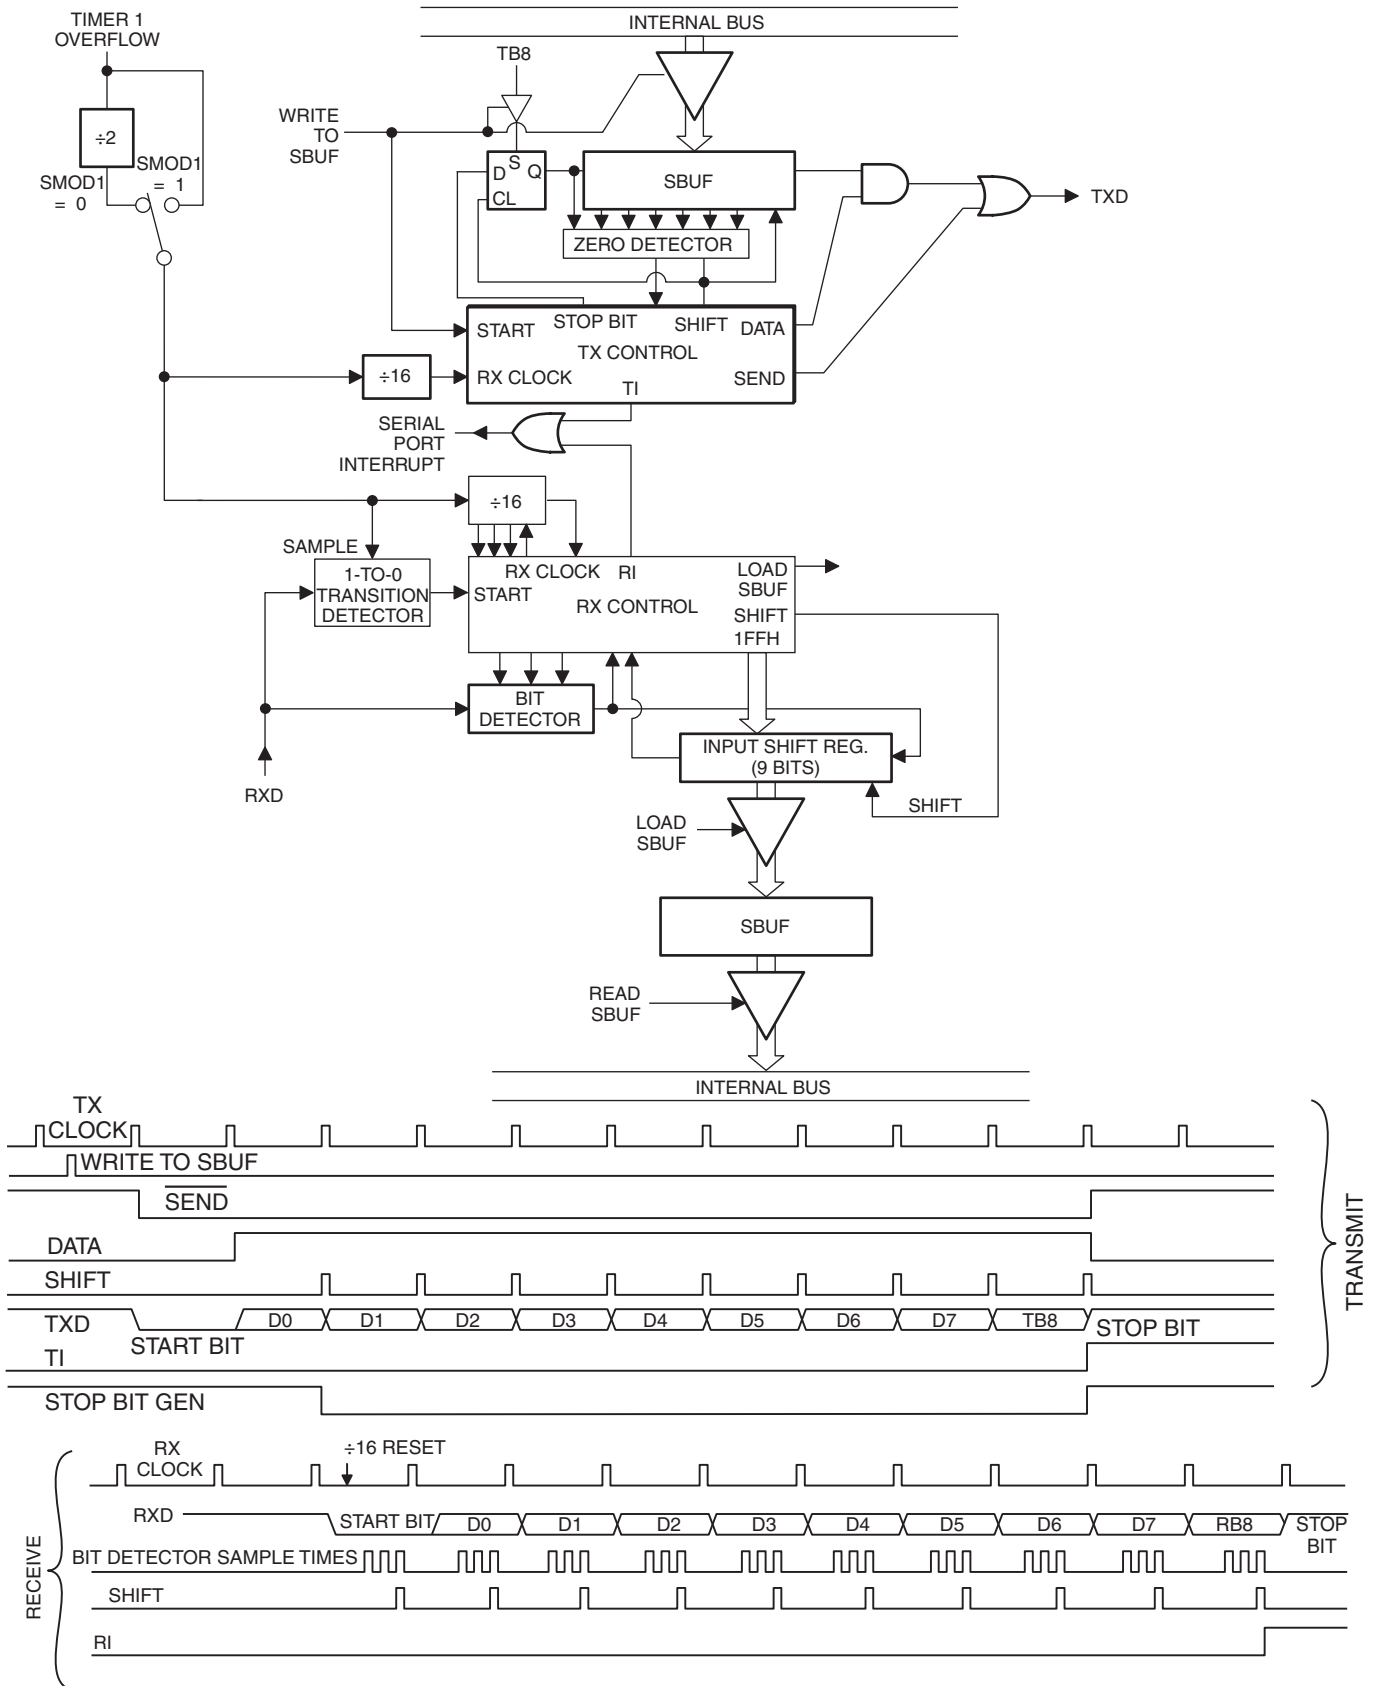 TIMER 1
OVERFLOW
INTERNAL BUS
TB8
WRITE
TO
SBUF
÷2
SMOD1
= 0
SMOD1
= 1
S
D
Q
CL
SBUF
TXD
ZERO DETECTOR
START
STOP BIT
SHIFT
DATA
TX CONTROL
÷16
RX CLOCK
TI
SEND
SERIAL
PORT
INTERRUPT
÷16
SAMPLE
1-TO-0
TRANSITION
DETECTOR
RX CLOCK
RI
START
RX CONTROL
LOAD
SBUF
SHIFT
1FFH
BIT
DETECTOR
INPUT SHIFT REG.
(9 BITS)
RXD
SHIFT
LOAD
SBUF
SBUF
READ
SBUF
INTERNAL BUS
TX
CLOCK
WRITE TO SBUF
SEND
DATA
SHIFT
TXD
START BIT
D0
D1
D2
D3
D4
D5
D6
D7
TB8
STOP BIT
TI
STOP BIT GEN
TRANSMIT
RX
CLOCK
÷16 RESET
RXD
START BIT
D0
D1
D2
D3
D4
D5
D6
D7
RB8
STOP
BIT
BIT DETECTOR SAMPLE TIMES
SHIFT
RI
RECEIVE